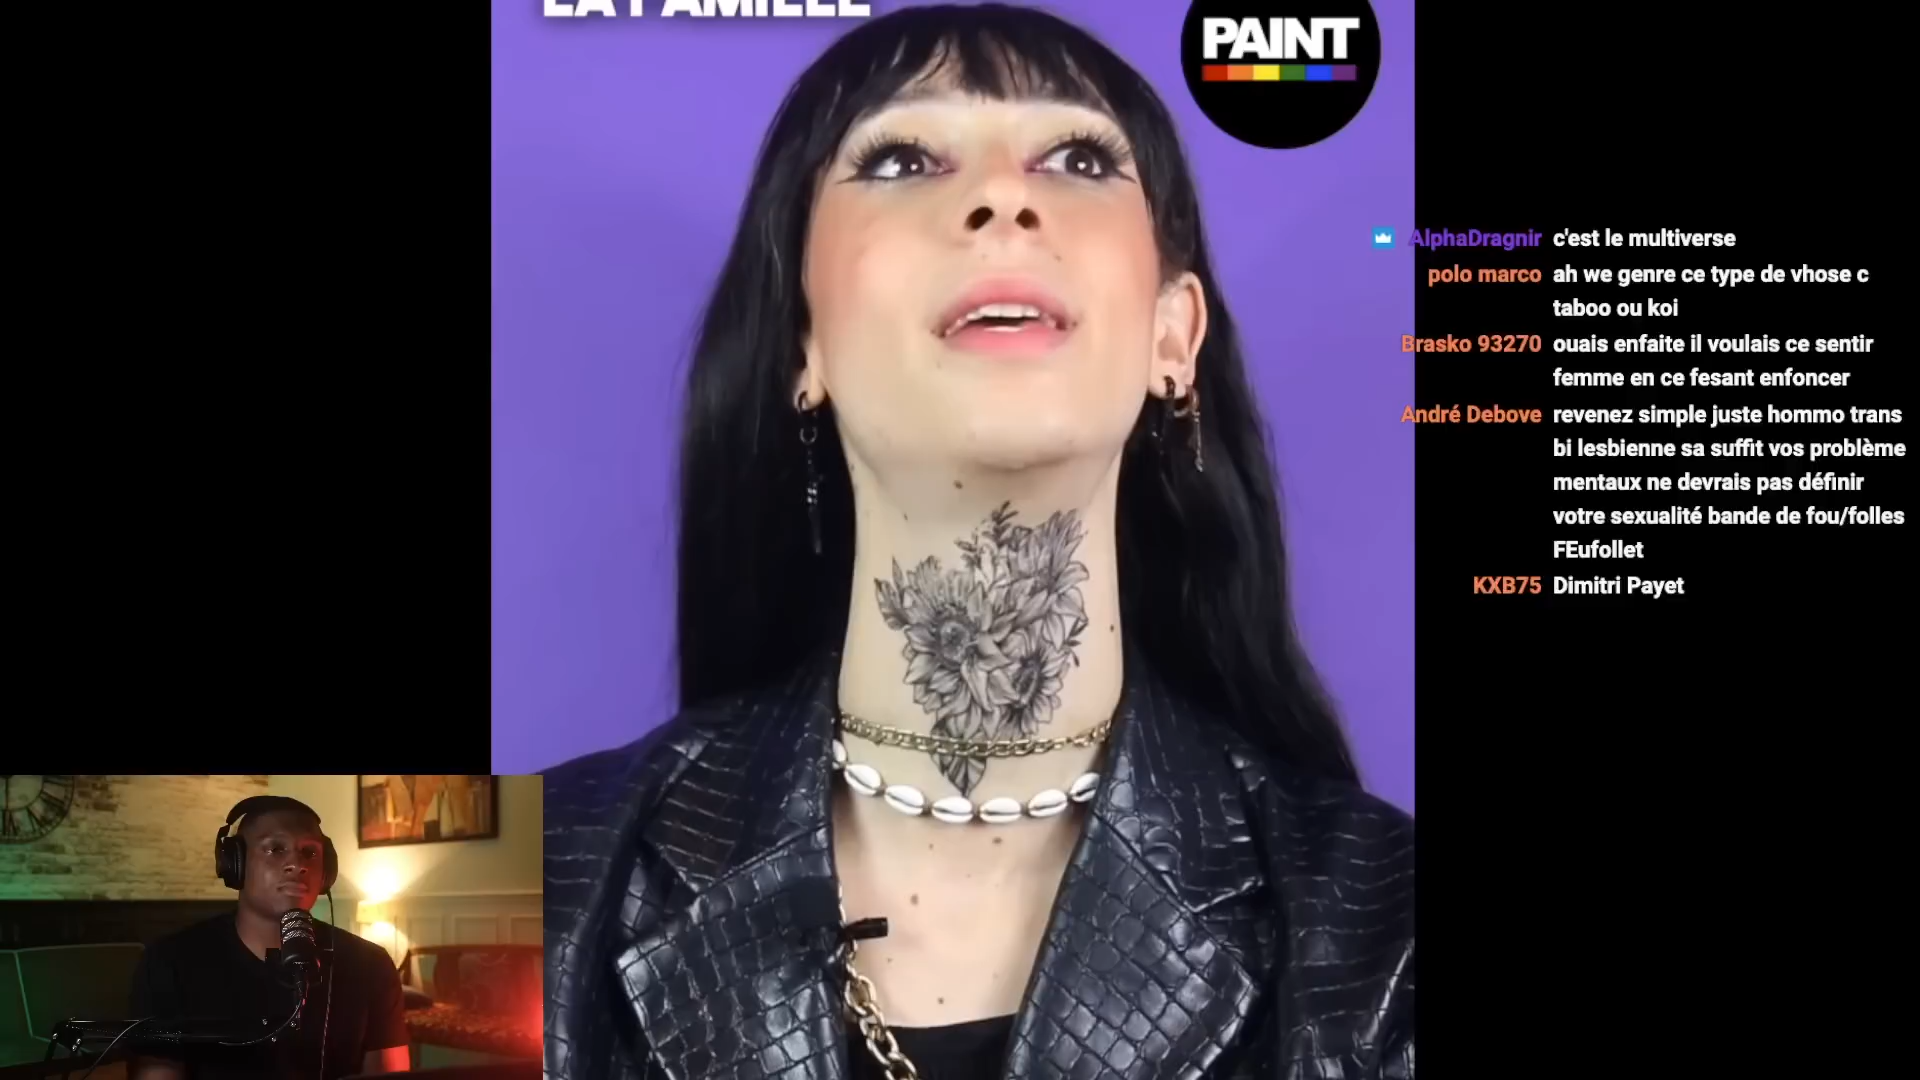 LA FAMILLE
PAINT
AlphaDragnir c'est le multiverse
polo marco ah we genre ce type de vhose c
taboo ou koi
Brasko 93270 ouais enfaite il voulais ce sentir
femme en ce fesant enfoncer
André Debove revenez simple juste hommo trans
bi lesbienne sa suffit vos problème
mentaux ne devrais pas définir
votre sexualité bande de fou/folles
FEufollet
KXB75 Dimitri Payet